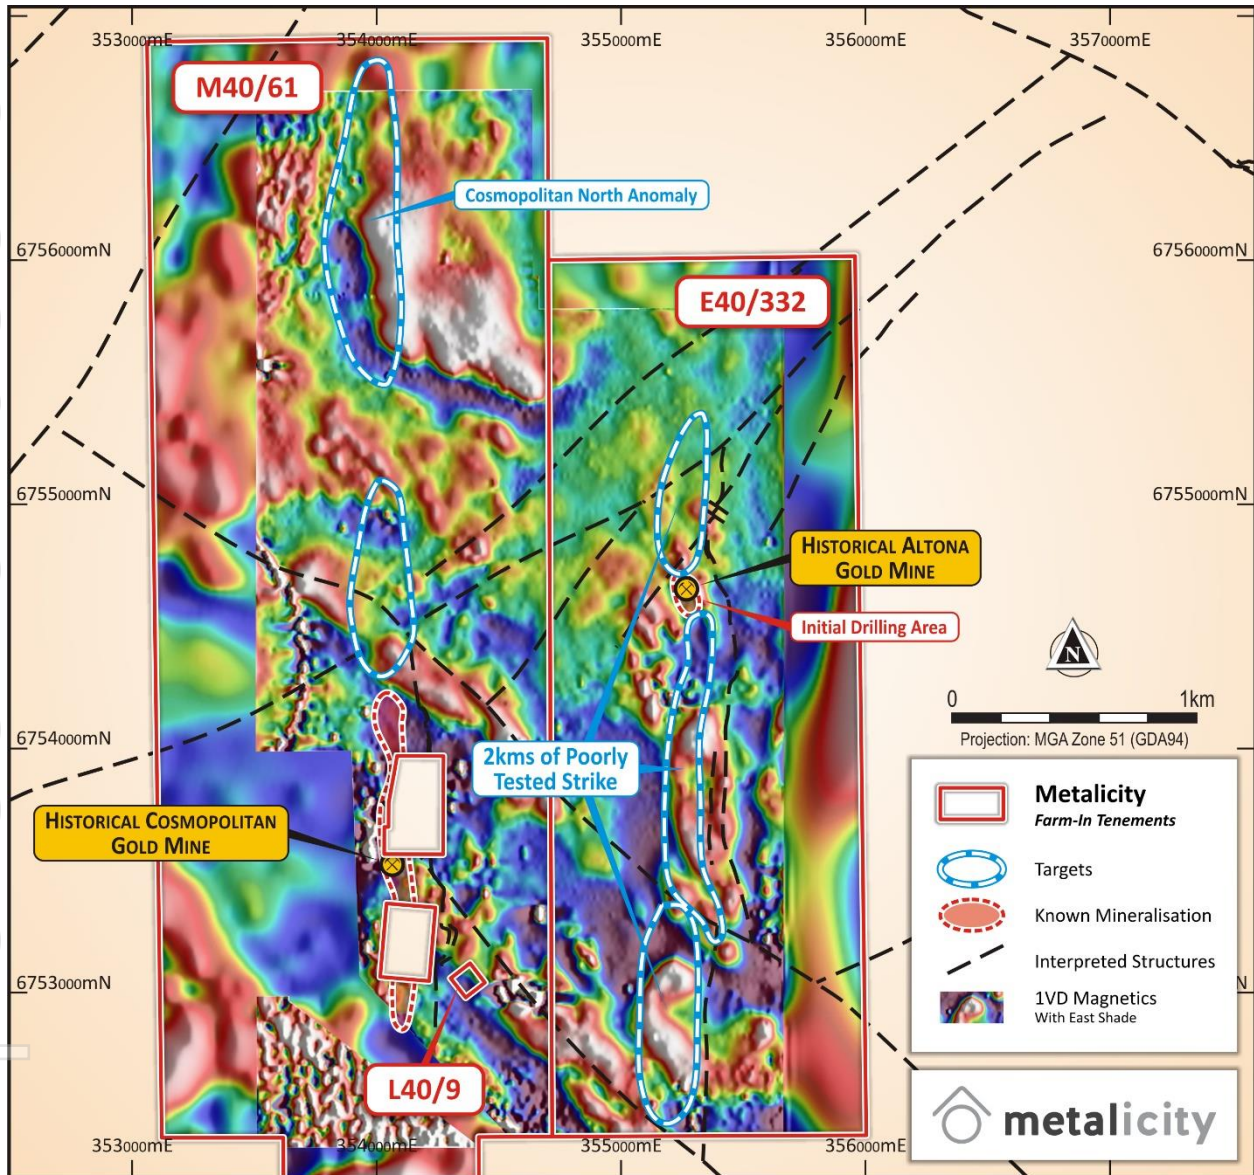 353000mE
354000mE
355000mE
356000mE
357000mE
M40/61
Cosmopolitan North Anomaly
6756000mN
6756000mN
E40/332
6755000mN
6755000mN
HISTORICAL ALTONA
GOLD MINE
Initial Drilling Area
N
0
1km
Projection: MGA Zone 51 (GDA94)
6754000mN
2kms of Poorly
Tested Strike
HISTORICAL COSMOPOLITAN
GOLD MINE
Metalicity
Farm-In Tenements
Targets
Known Mineralisation
Interpreted Structures
1VD Magnetics
With East Shade
6753000mN
N
L40/9
353000mE
354000mE
355000mE
356000mE
metalicity